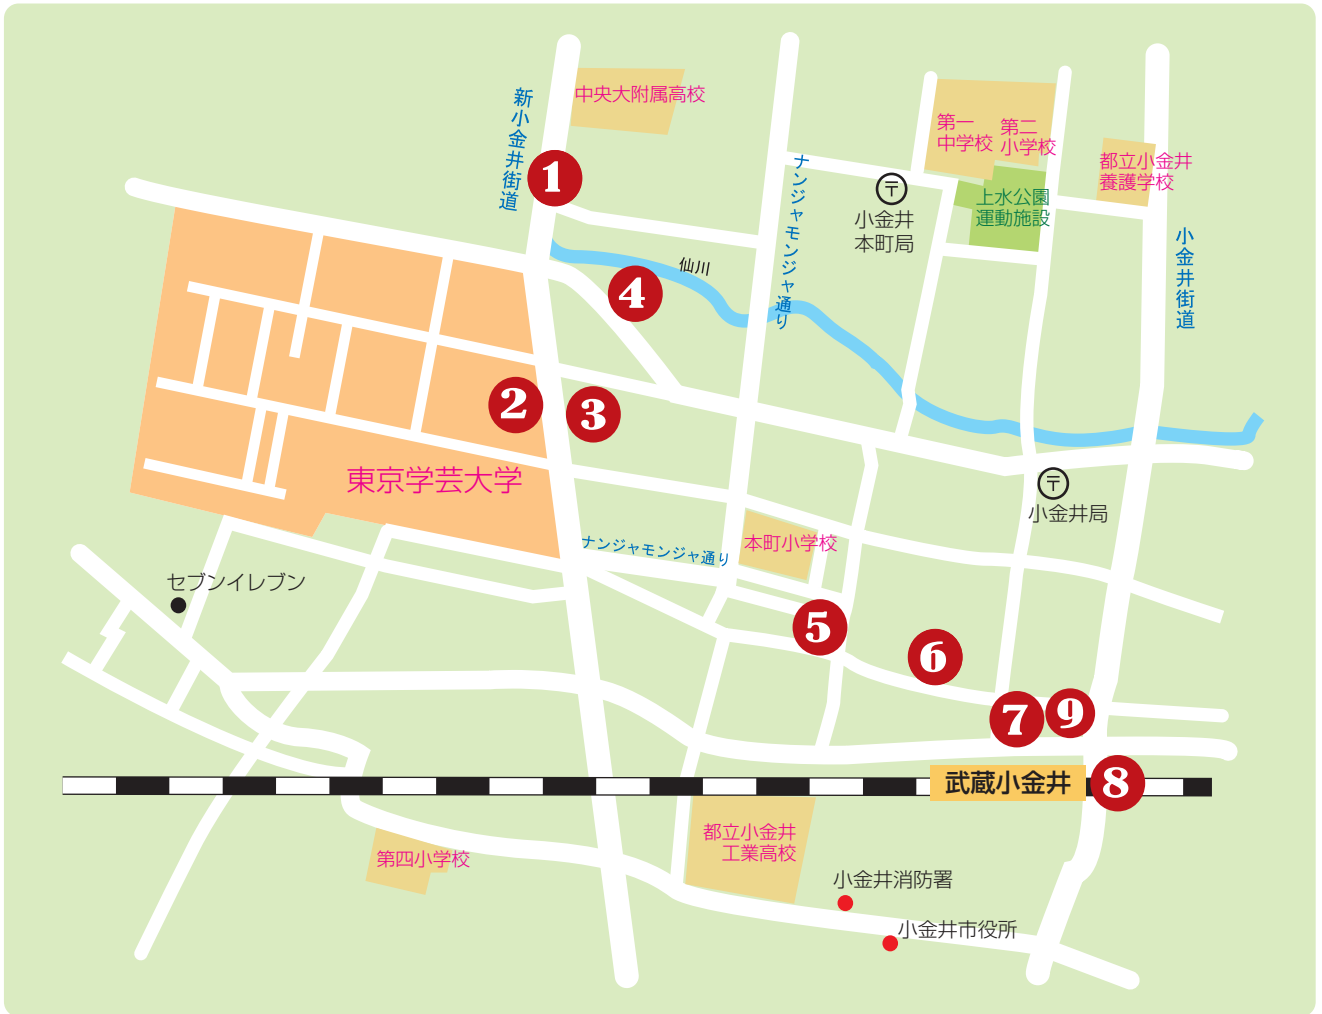 中央大附属高校
新小金井街道
1
第一
中学校
第二
小学校
都立小金井
養護学校
ナンジャモンジャ通り
〒
小金井
本町局
上水公園
運動施設
小金井街道
仙川
4
2
3
東京学芸大学
〒
小金井局
ナンジャモンジャ通り
本町小学校
セブンイレブン
5
6
7
9
武蔵小金井
8
都立小金井
工業高校
第四小学校
小金井消防署
小金井市役所